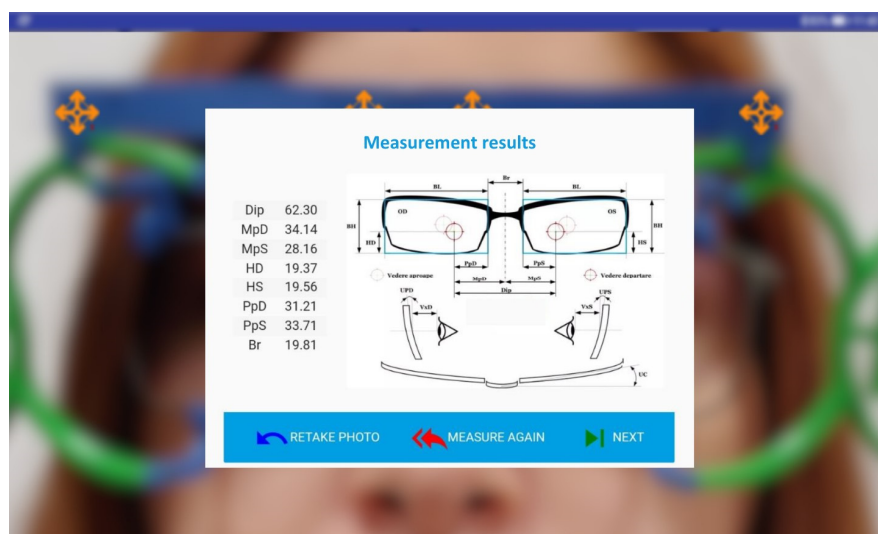 Measurement results
Dip 62.30
MpD 34.14
MpS 28.16
HD 19.37
HS 19.56
PpD 31.21
PpS 33.71
Br 19.81
Br
BL BL
OD OS
BH BH
HD HS
PpD PpS
Vedere aproape Vedere departare
MpD MpS
Dip
UPD UPS
VxD VxS
UC
RETAKE PHOTO MEASURE AGAIN NEXT